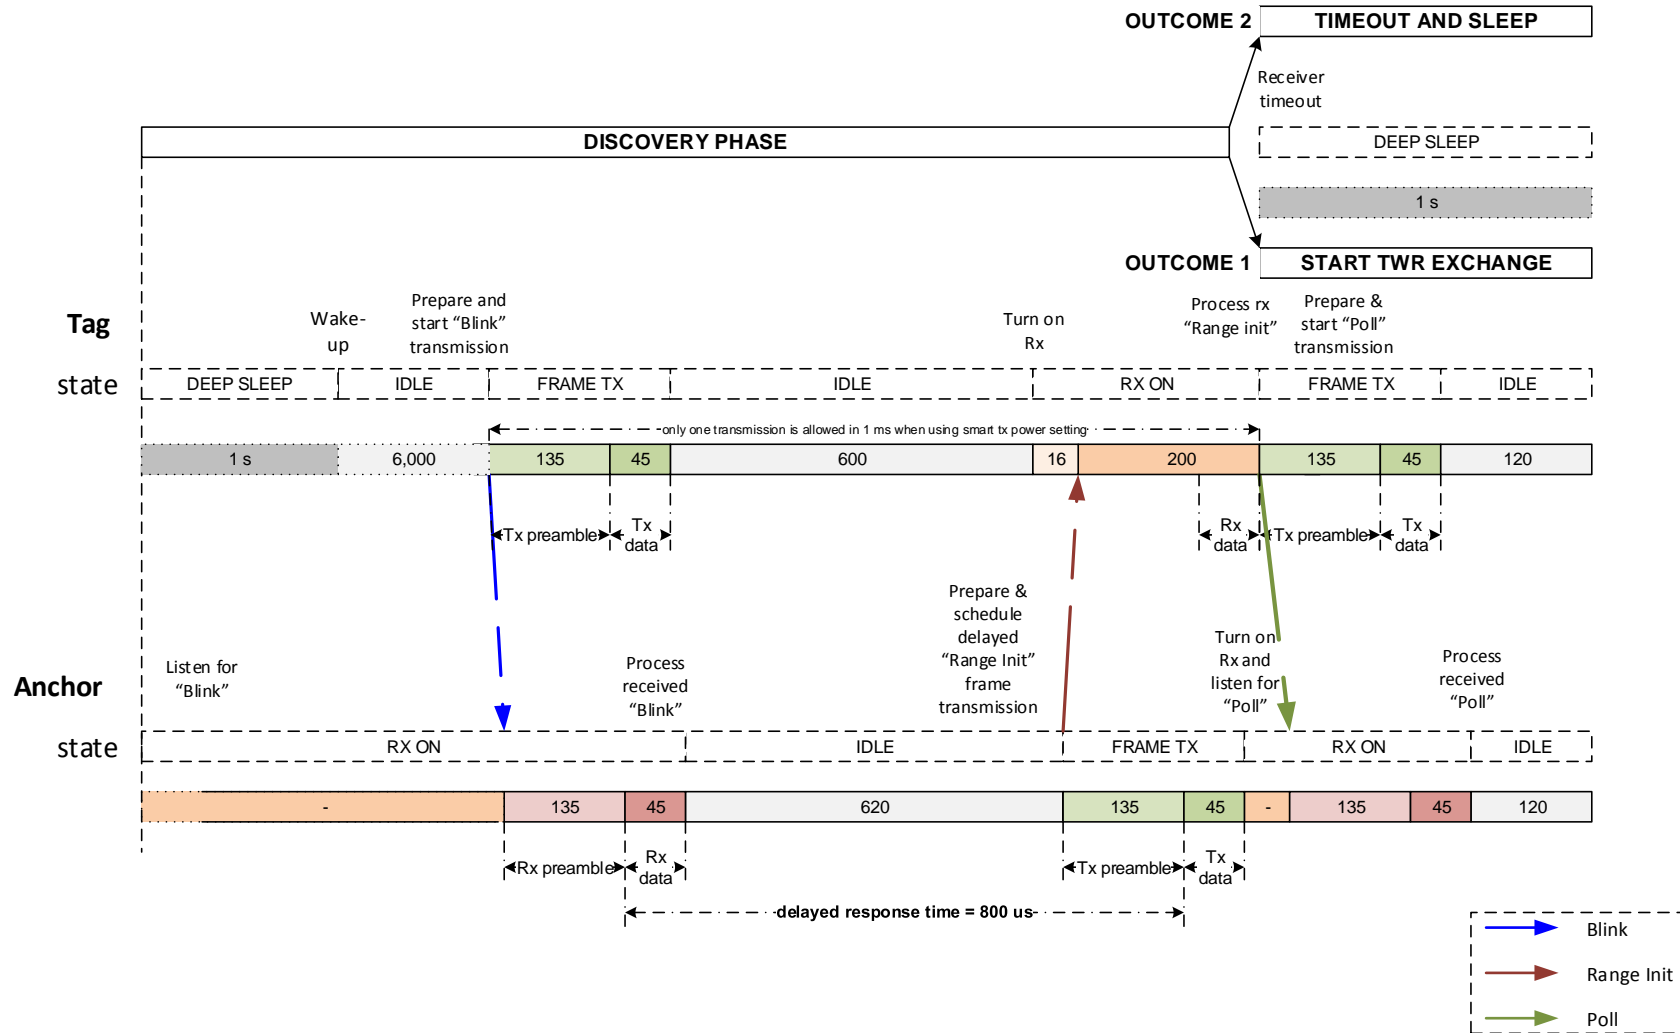 OUTCOME 2
TIMEOUT AND SLEEP
Receiver
timeout
DISCOVERY PHASE
DEEP SLEEP
1 s
OUTCOME 1
START TWR EXCHANGE
Tag
state
Wake-
up
Prepare and
start “Blink”
transmission
Turn on
Rx
Process rx
“Range init”
Prepare &
start “Poll”
transmission
DEEP SLEEP
IDLE
FRAME TX
IDLE
RX ON
FRAME TX
IDLE
only one transmission is allowed in 1 ms when using smart tx power setting
1 s
6,000
135
45
600
16
200
135
45
120
Tx preamble
Tx
data
Rx
data
Tx preamble
Tx
data
Anchor
state
Listen for
“Blink”
Process
received
“Blink”
Prepare &
schedule
delayed
“Range Init”
frame
transmission
Turn on
Rx and
listen for
“Poll”
Process
received
“Poll”
RX ON
IDLE
FRAME TX
RX ON
IDLE
-
135
45
620
135
45
-
135
45
120
Rx preamble
Rx
data
Tx preamble
Tx
data
delayed response time = 800 us
Blink
Range Init
Poll